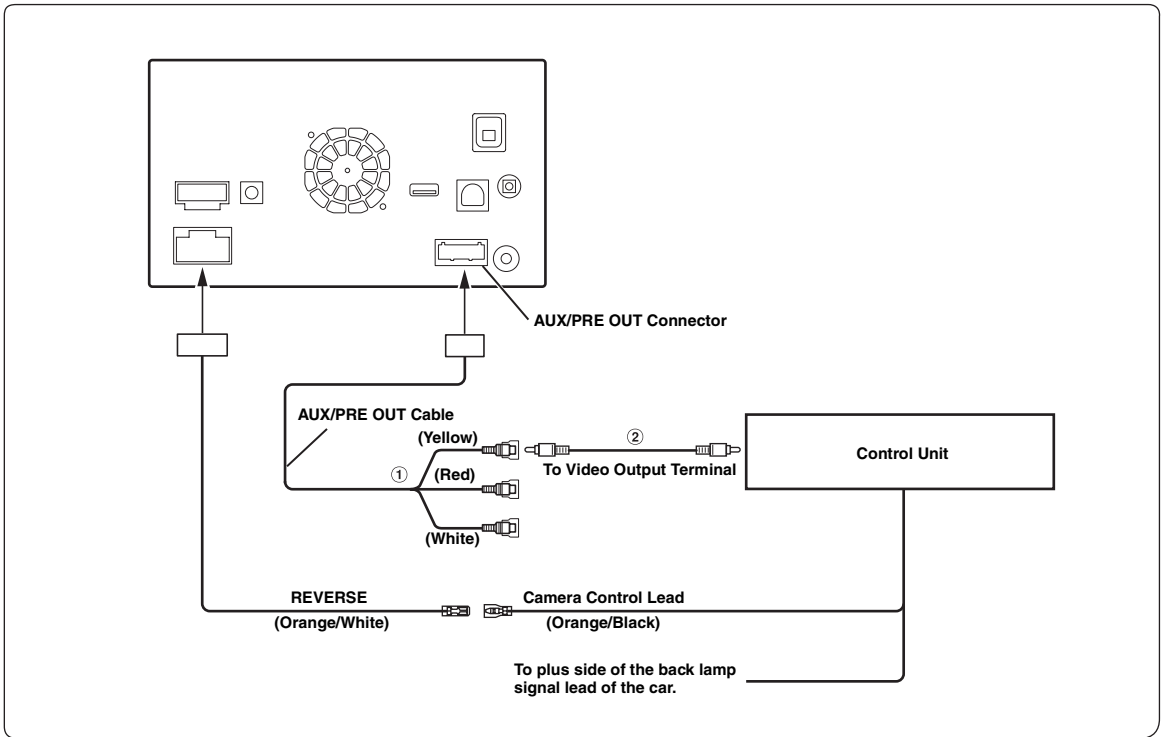 AUX/PRE OUT Connector
AUX/PRE OUT Cable
(Yellow)
①
(Red)
(White)
②
To Video Output Terminal
Control Unit
REVERSE
(Orange/White)
Camera Control Lead
(Orange/Black)
To plus side of the back lamp
signal lead of the car.